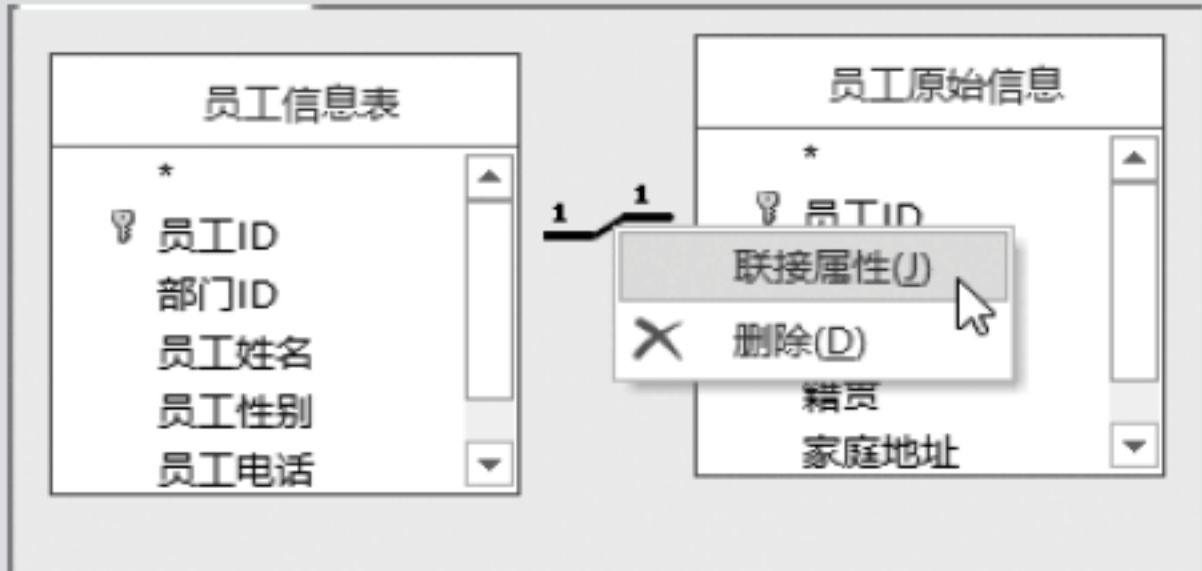 员工信息表
*
员工ID
部门ID
员工姓名
员工性别
员工电话
1
1
员工原始信息
*
员工ID
联接属性(J)
删除(D)
籍贯
家庭地址